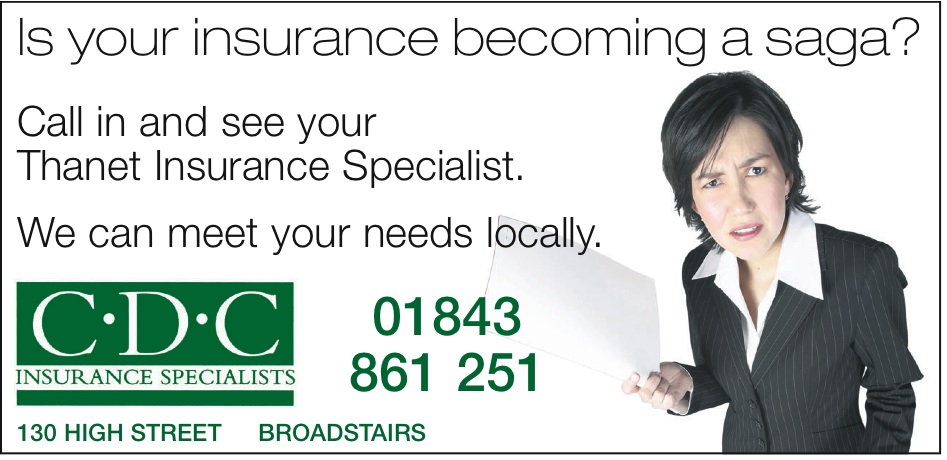 Is your insurance becoming a saga?
Call in and see your
Thanet Insurance Specialist.
We can meet your needs locally.
C·D·C
INSURANCE SPECIALISTS
01843
861 251
130 HIGH STREET BROADSTAIRS